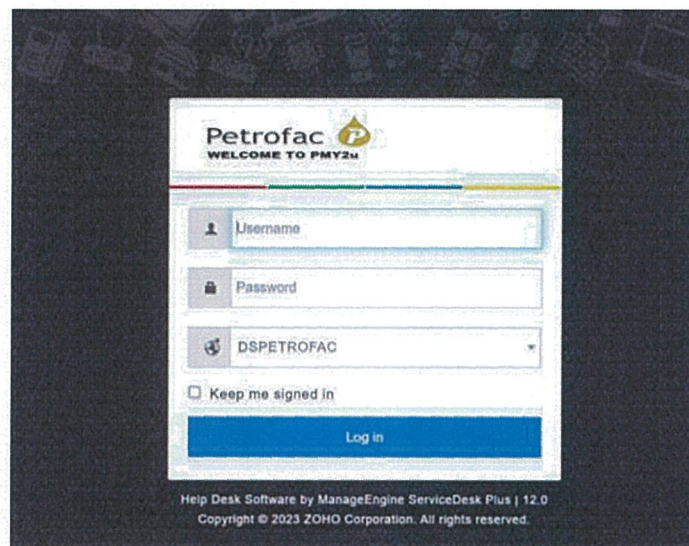 Petrofac
WELCOME TO PMY2u
Username
Password
DSPETROFAC
Keep me signed in
Log in
Help Desk Software by ManageEngine ServiceDesk Plus | 12.0
Copyright © 2023 ZOHO Corporation. All rights reserved.